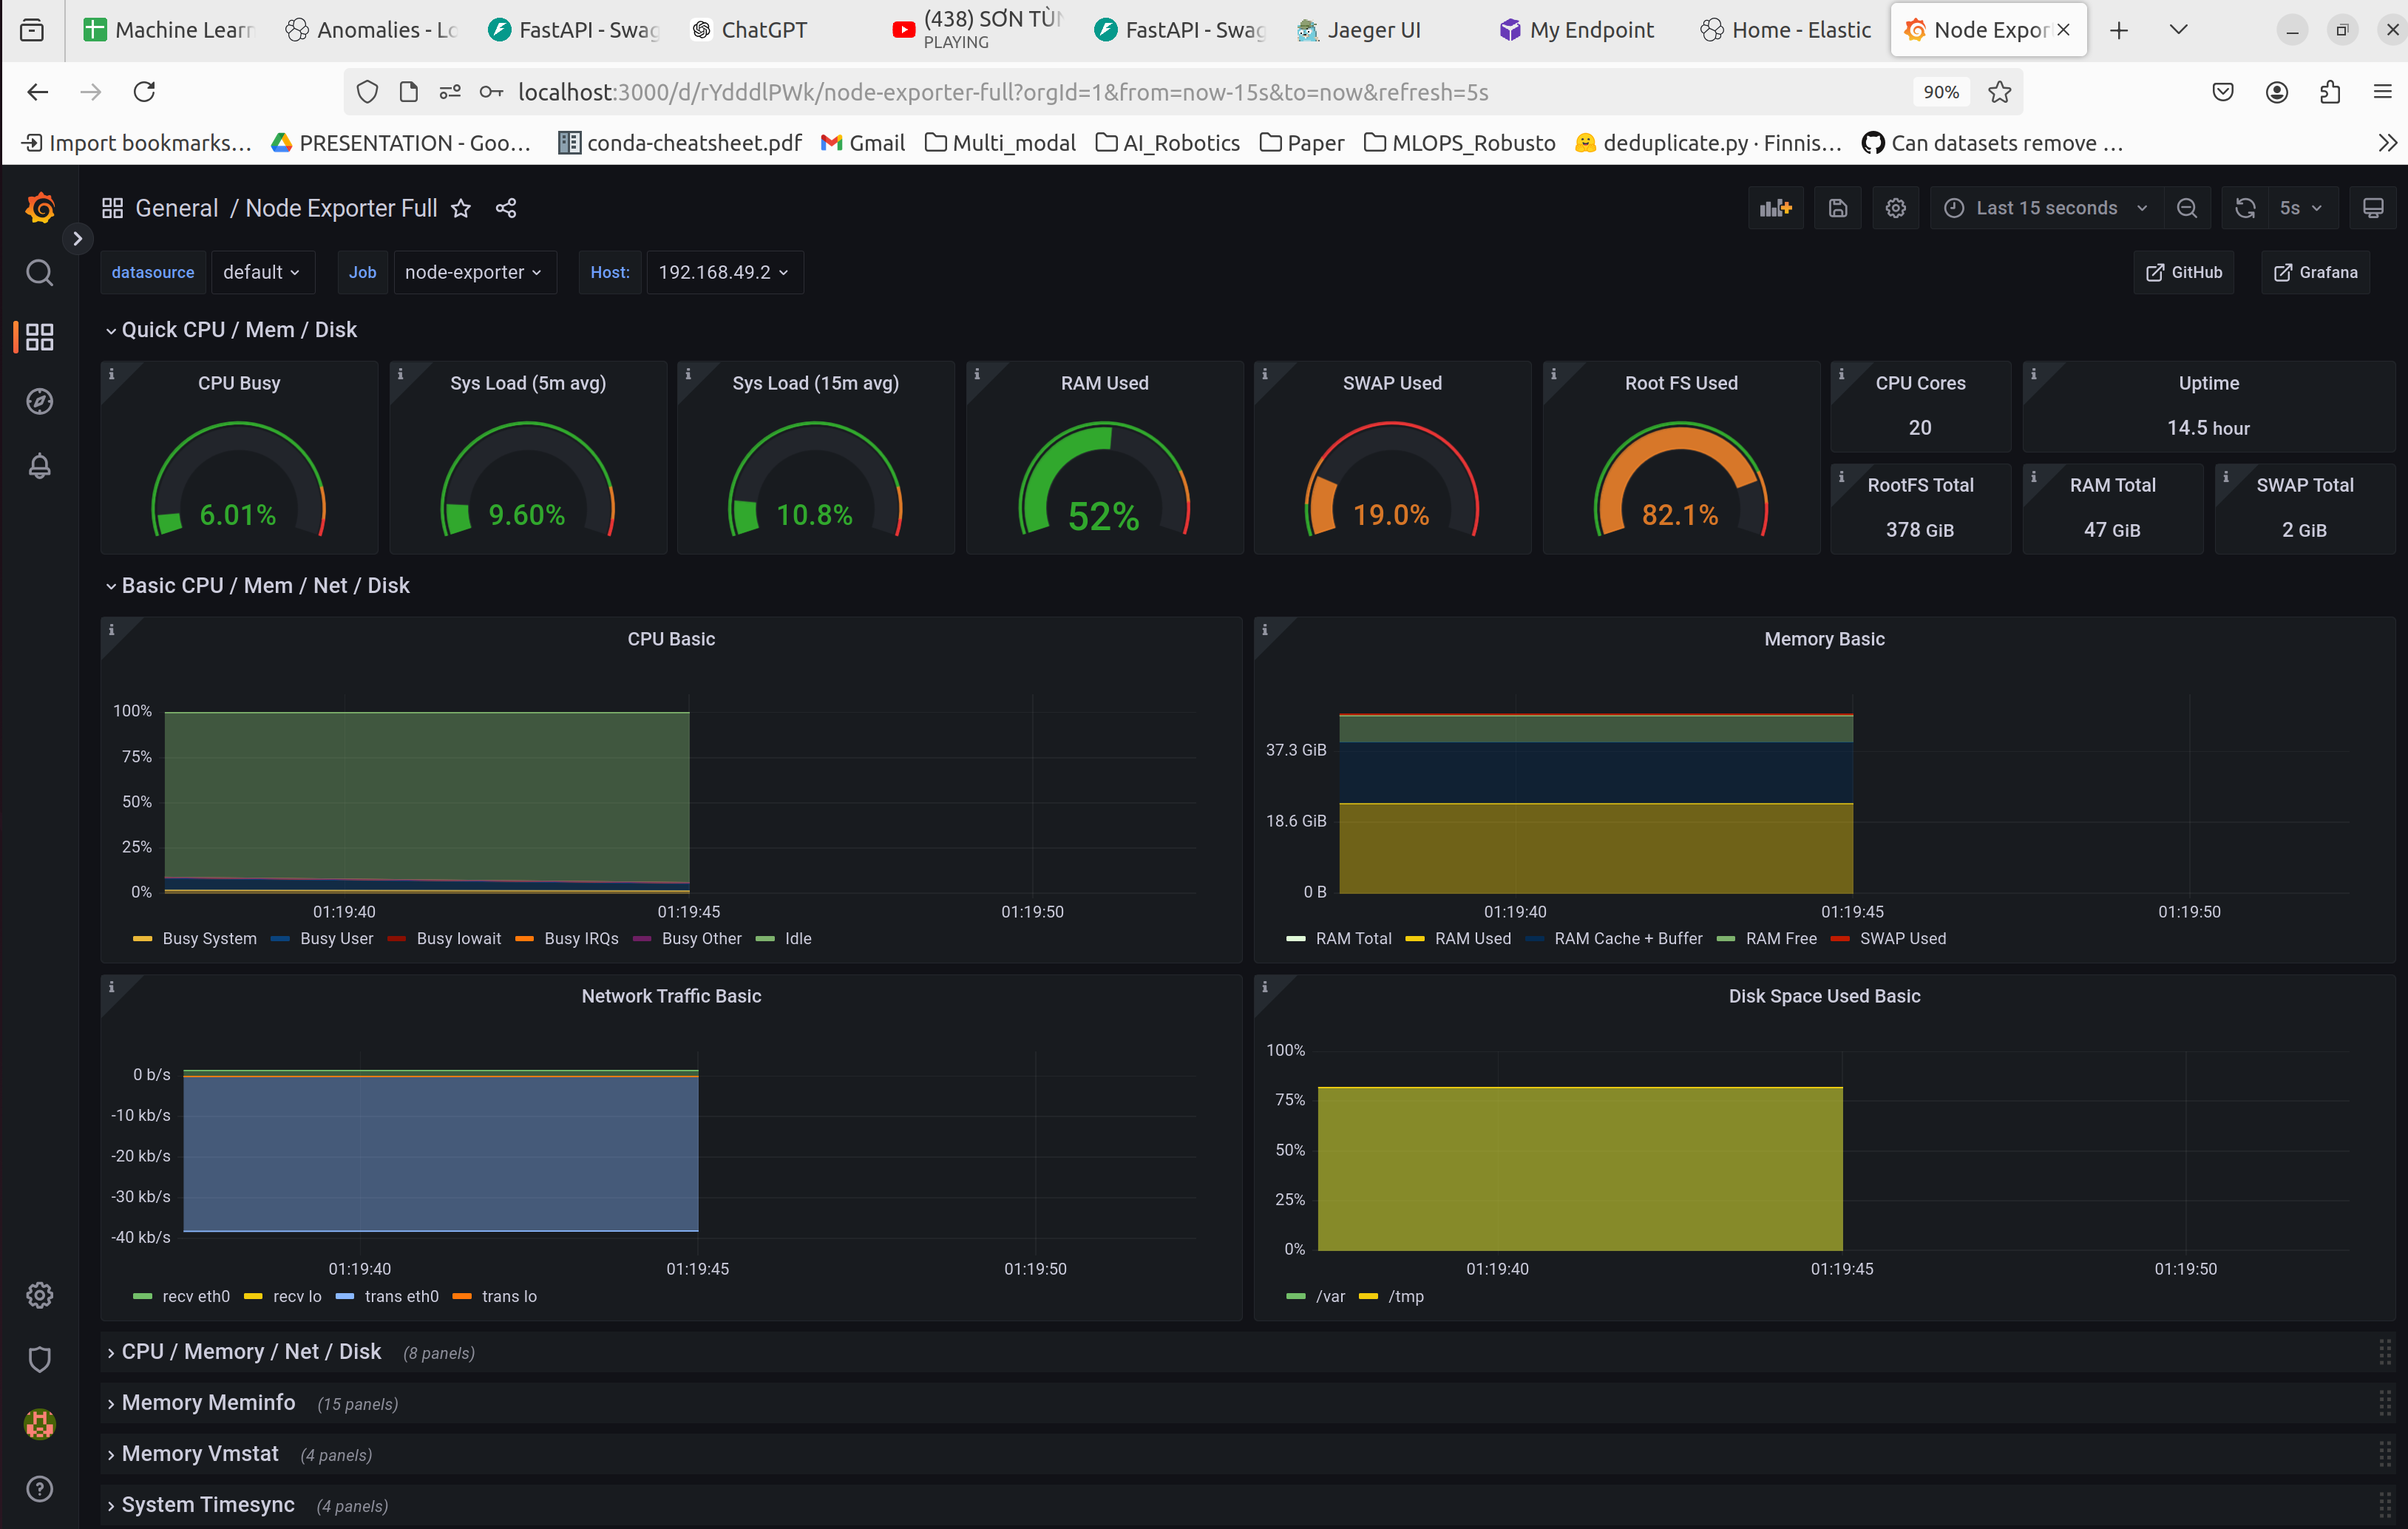 Machine Learn
Anomalies - Lo
FastAPI - Swag
ChatGPT
(438) SƠN TÙN
PLAYING
FastAPI - Swag
Jaeger UI
My Endpoint
Home - Elastic
Node Expor
localhost:3000/d/rYdddlPWk/node-exporter-full?orgId=1&from=now-15s&to=now&refresh=5s
90%
Import bookmarks...
PRESENTATION - Goo...
conda-cheatsheet.pdf
Gmail
Multi_modal
AI_Robotics
Paper
MLOPS_Robusto
deduplicate.py · Finnis...
Can datasets remove ...
General / Node Exporter Full
Last 15 seconds
5s
datasource default
Job node-exporter
Host: 192.168.49.2
GitHub
Grafana
Quick CPU / Mem / Disk
CPU Busy
6.01%
Sys Load (5m avg)
9.60%
Sys Load (15m avg)
10.8%
RAM Used
52%
SWAP Used
19.0%
Root FS Used
82.1%
CPU Cores
20
Uptime
14.5 hour
RootFS Total
378 GiB
RAM Total
47 GiB
SWAP Total
2 GiB
Basic CPU / Mem / Net / Disk
CPU Basic
100%
75%
50%
25%
0%
01:19:40 01:19:45 01:19:50
Busy System Busy User Busy Iowait Busy IRQs Busy Other Idle
Memory Basic
37.3 GiB
18.6 GiB
0 B
01:19:40 01:19:45 01:19:50
RAM Total RAM Used RAM Cache + Buffer RAM Free SWAP Used
Network Traffic Basic
0 b/s
-10 kb/s
-20 kb/s
-30 kb/s
-40 kb/s
01:19:40 01:19:45 01:19:50
recv eth0 recv lo trans eth0 trans lo
Disk Space Used Basic
100%
75%
50%
25%
0%
01:19:40 01:19:45 01:19:50
/var /tmp
CPU / Memory / Net / Disk (8 panels)
Memory Meminfo (15 panels)
Memory Vmstat (4 panels)
System Timesync (4 panels)